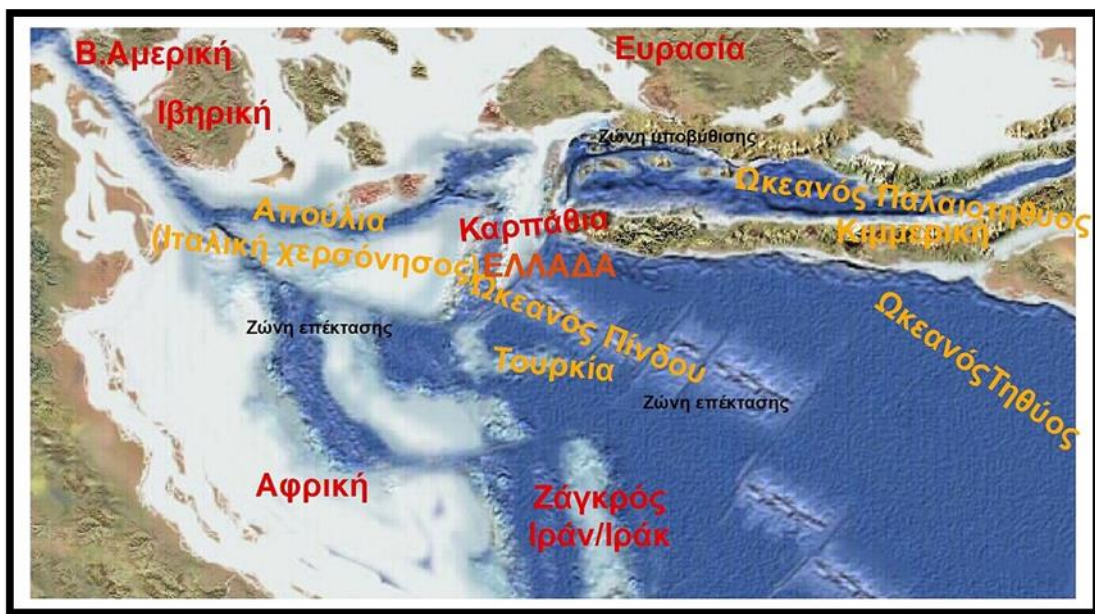 Β.Αμερική
Ευρασία
Ιβηρική
Ζώνη υποβύθισης
Ωκεανός Παλαιοτηθύος
Απούλια
(Ιταλική χερσόνησος)
Καρπάθια
Κιμμερική
ΕΛΛΑΔΑ
Ωκεανός Πίνδου
Ωκεανός Τηθύος
Ζώνη επέκτασης
Τουρκία
Ζώνη επέκτασης
Αφρική
Ζάγκρός
Ιράν/Ιράκ